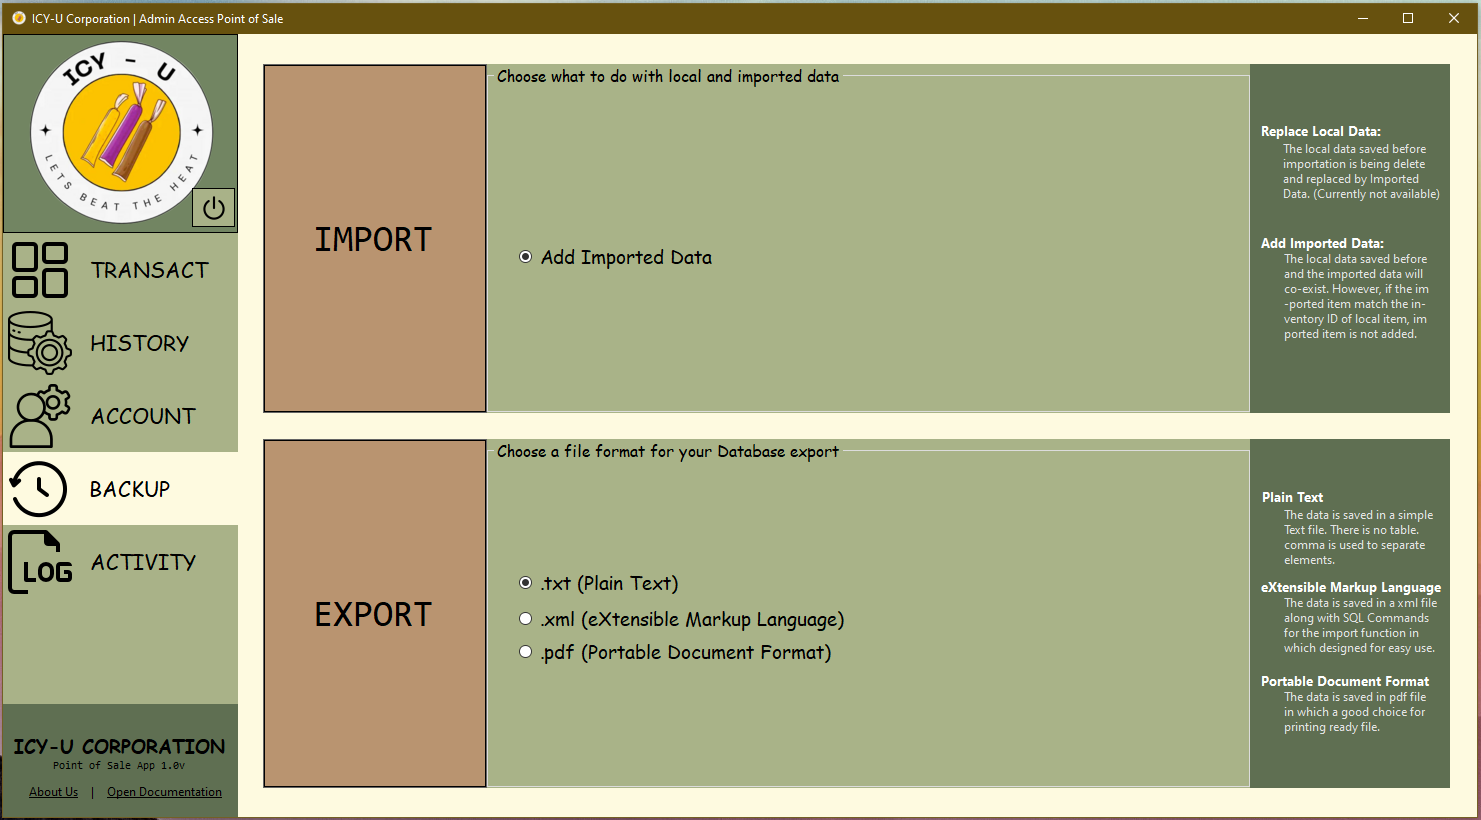 ICY-U Corporation | Admin Access Point of Sale
ICY - U
LETS BEAT THE HEAT
TRANSACT
HISTORY
ACCOUNT
BACKUP
LOG
ACTIVITY
ICY-U CORPORATION
Point of Sale App 1.0v
About Us | Open Documentation
IMPORT
Choose what to do with local and imported data
Add Imported Data
Replace Local Data:
The local data saved before
importation is being delete
and replaced by Imported
Data. (Currently not available)
Add Imported Data:
The local data saved before
and the imported data will
co-exist. However, if the im
-ported item match the in-
ventory ID of local item, im
ported item is not added.
EXPORT
Choose a file format for your Database export
.txt (Plain Text)
.xml (eXtensible Markup Language)
.pdf (Portable Document Format)
Plain Text
The data is saved in a simple
Text file. There is no table.
comma is used to separate
elements.
eXtensible Markup Language
The data is saved in a xml file
along with SQL Commands
for the import function in
which designed for easy use.
Portable Document Format
The data is saved in pdf file
in which a good choice for
printing ready file.